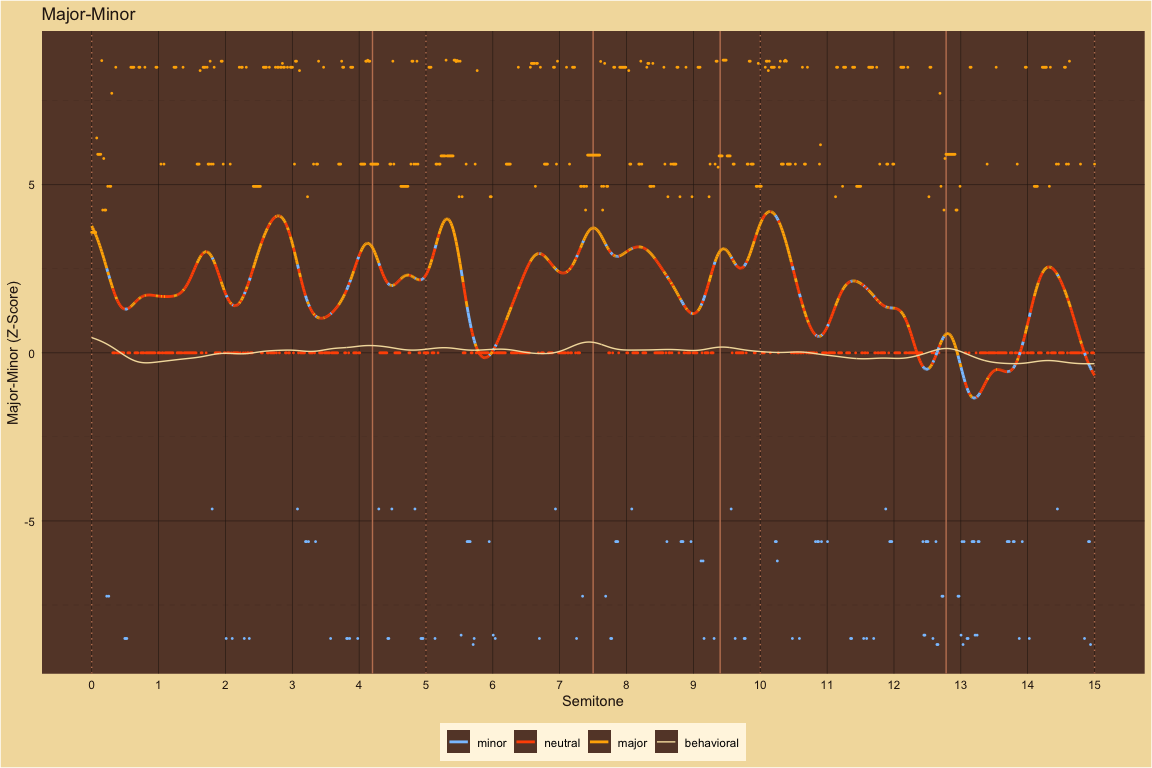 Major-Minor
Major-Minor (Z-Score)
5
0
-5
0 1 2 3 4 5 6 7 8 9 10 11 12 13 14 15
Semitone
minor neutral major behavioral